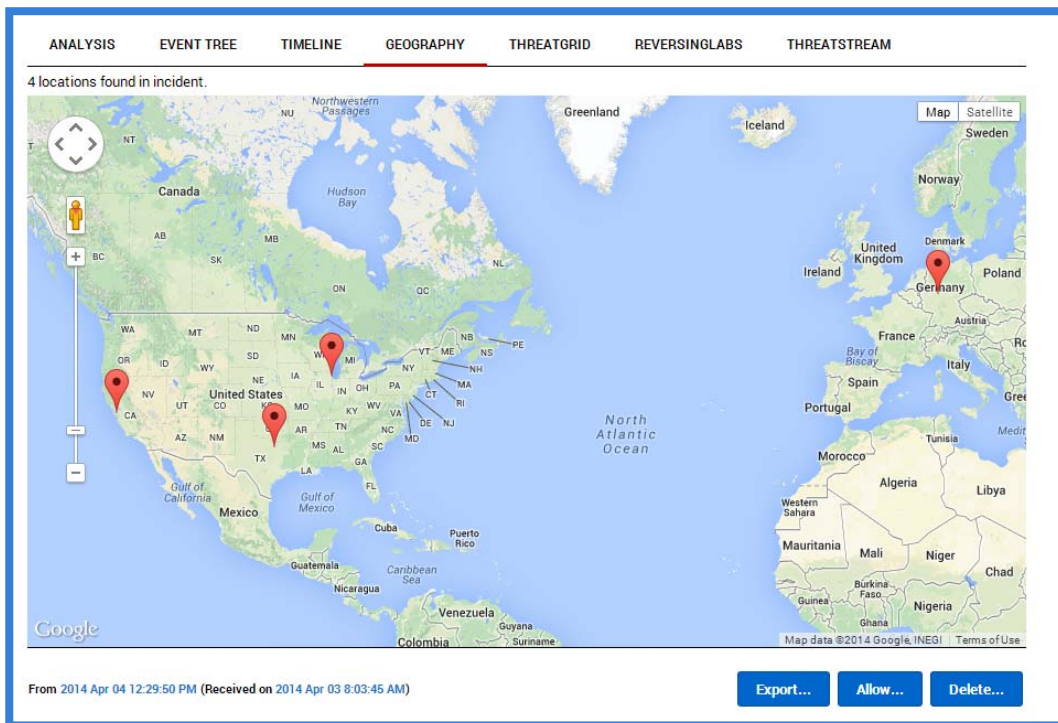 ANALYSIS EVENT TREE TIMELINE GEOGRAPHY THREATGRID REVERSINGLABS THREATSTREAM
4 locations found in incident.
Map Satellite
Northwestern Passages
NU
Greenland
Iceland
Sweden
NT
Norway
Canada
Hudson Bay
AB
MB
BC
SK
United Kingdom
Denmark
Ireland
Poland
NL
Germany
ON
QC
Austria
WA
MT
ND
MN
NB
PE
VT
ME
NS
France
OR
ID
SD
MI
NY
NH
Bay of Biscay
Italy
WY
IA
NE
IL
IN
OH
PA
MA
CT
RI
Spain
NV
UT
United States
CO
MO
KY
WV
VA
DE
NJ
MD
Portugal
CA
AZ
NM
AR
TN
NC
North Atlantic Ocean
Tunisia
MS
AL
SC
Morocco
TX
LA
GA
FL
Algeria
Libya
Gulf of California
Gulf of Mexico
Mexico
Western Sahara
Cuba
Puerto Rico
Mauritania
Mali
Niger
Chad
Guatemala
Caribbean Sea
Nicaragua
Burkina Faso
Guinea
Nigeria
Venezuela
Guyana
Ghana
Google
Colombia
Suriname
Map data ©2014 Google, INEGI Terms of Use
From 2014 Apr 04 12:29:50 PM (Received on 2014 Apr 03 8:03:45 AM)
Export... Allow... Delete...